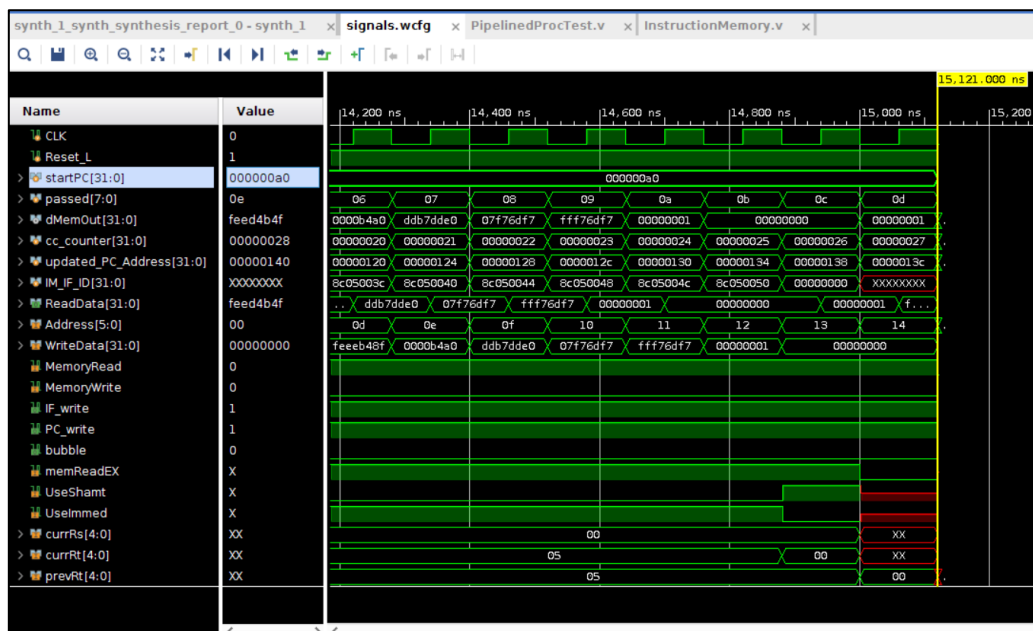 synth_1_synth_synthesis_report_0 - synth_1 × signals.wcfg × PipelinedProcTest.v × InstructionMemory.v ×
15,121.000 ns
Name Value 14,200 ns 14,400 ns 14,600 ns 14,800 ns 15,000 ns 15,200
CLK 0
Reset_L 1
startPC[31:0] 000000a0 000000a0
passed[7:0] 0e 06 07 08 09 0a 0b 0c 0d
dMemOut[31:0] feed4b4f 0000b4a0 ddb7dde0 07f76df7 fff76df7 00000001 00000000 00000001
cc_counter[31:0] 00000028 00000020 00000021 00000022 00000023 00000024 00000025 00000026 00000027
updated_PC_Address[31:0] 00000140 00000120 00000124 00000128 0000012c 00000130 00000134 00000138 0000013c
IM_IF_ID[31:0] XXXXXXXX 8c05003c 8c050040 8c050044 8c050048 8c05004c 8c050050 00000000 XXXXXXXX
ReadData[31:0] feed4b4f .. ddb7dde0 07f76df7 fff76df7 00000001 00000000 00000001 f...
Address[5:0] 00 0d 0e 0f 10 11 12 13 14
WriteData[31:0] 00000000 feeeb48f 0000b4a0 ddb7dde0 07f76df7 fff76df7 00000001 00000000
MemoryRead 0
MemoryWrite 0
IF_write 1
PC_write 1
bubble 0
memReadEX X
UseShamt X
UseImmed X
currRs[4:0] XX 00 XX
currRt[4:0] XX 05 00 XX
prevRt[4:0] XX 05 00